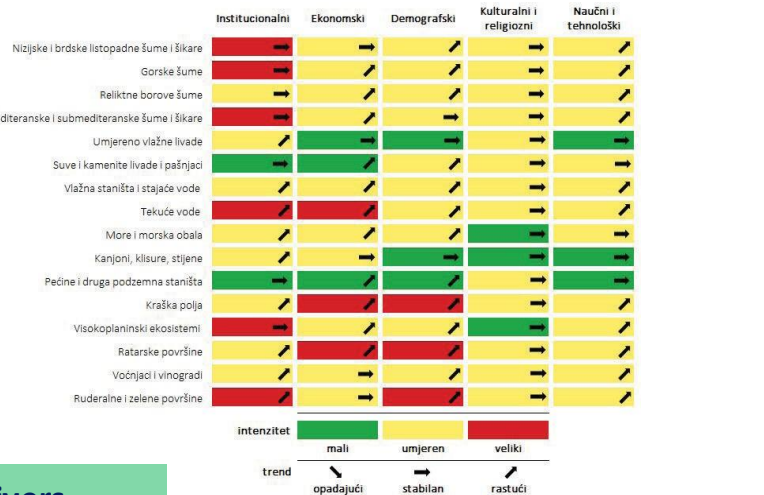 Institucionalni Ekonomski Demografski Kulturalni i religiozni Naučni i tehnološki
Nizijske i brdske listopadne šume i šikare
Gorske šume
Reliktne borove šume
diteranske i submediteranske šume i šikare
Umjereno vlažne livade
Suve i kamenite livade i pašnjaci
Vlažna staništa i stajaće vode
Tekuće vode
More i morska obala
Kanjoni, klisure, stijene
Pećine i druga podzemna staništa
Kraška polja
Visokoplaninski ekosistemi
Ratarske površine
Voćnjaci i vinogradi
Ruderalne i zelene površine
intenzitet
mali umjeren veliki
trend
opadajući stabilan rastući